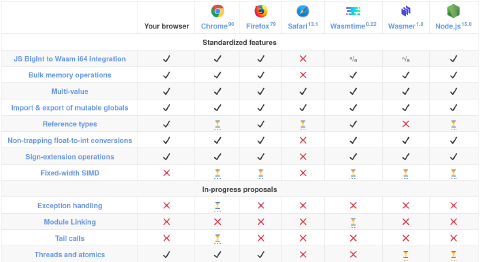 Your browser Chrome 90 Firefox 79 Safari 13.1 Wasmtime 0.22 Wasmer 1.0 Node.js 15.0
Standardized features
JS BigInt to Wasm i64 integration n/a n/a
Bulk memory operations
Multi-value
Import & export of mutable globals
Reference types
Non-trapping float-to-int conversions
Sign-extension operations
Fixed-width SIMD
In-progress proposals
Exception handling
Module Linking
Tail calls
Threads and atomics